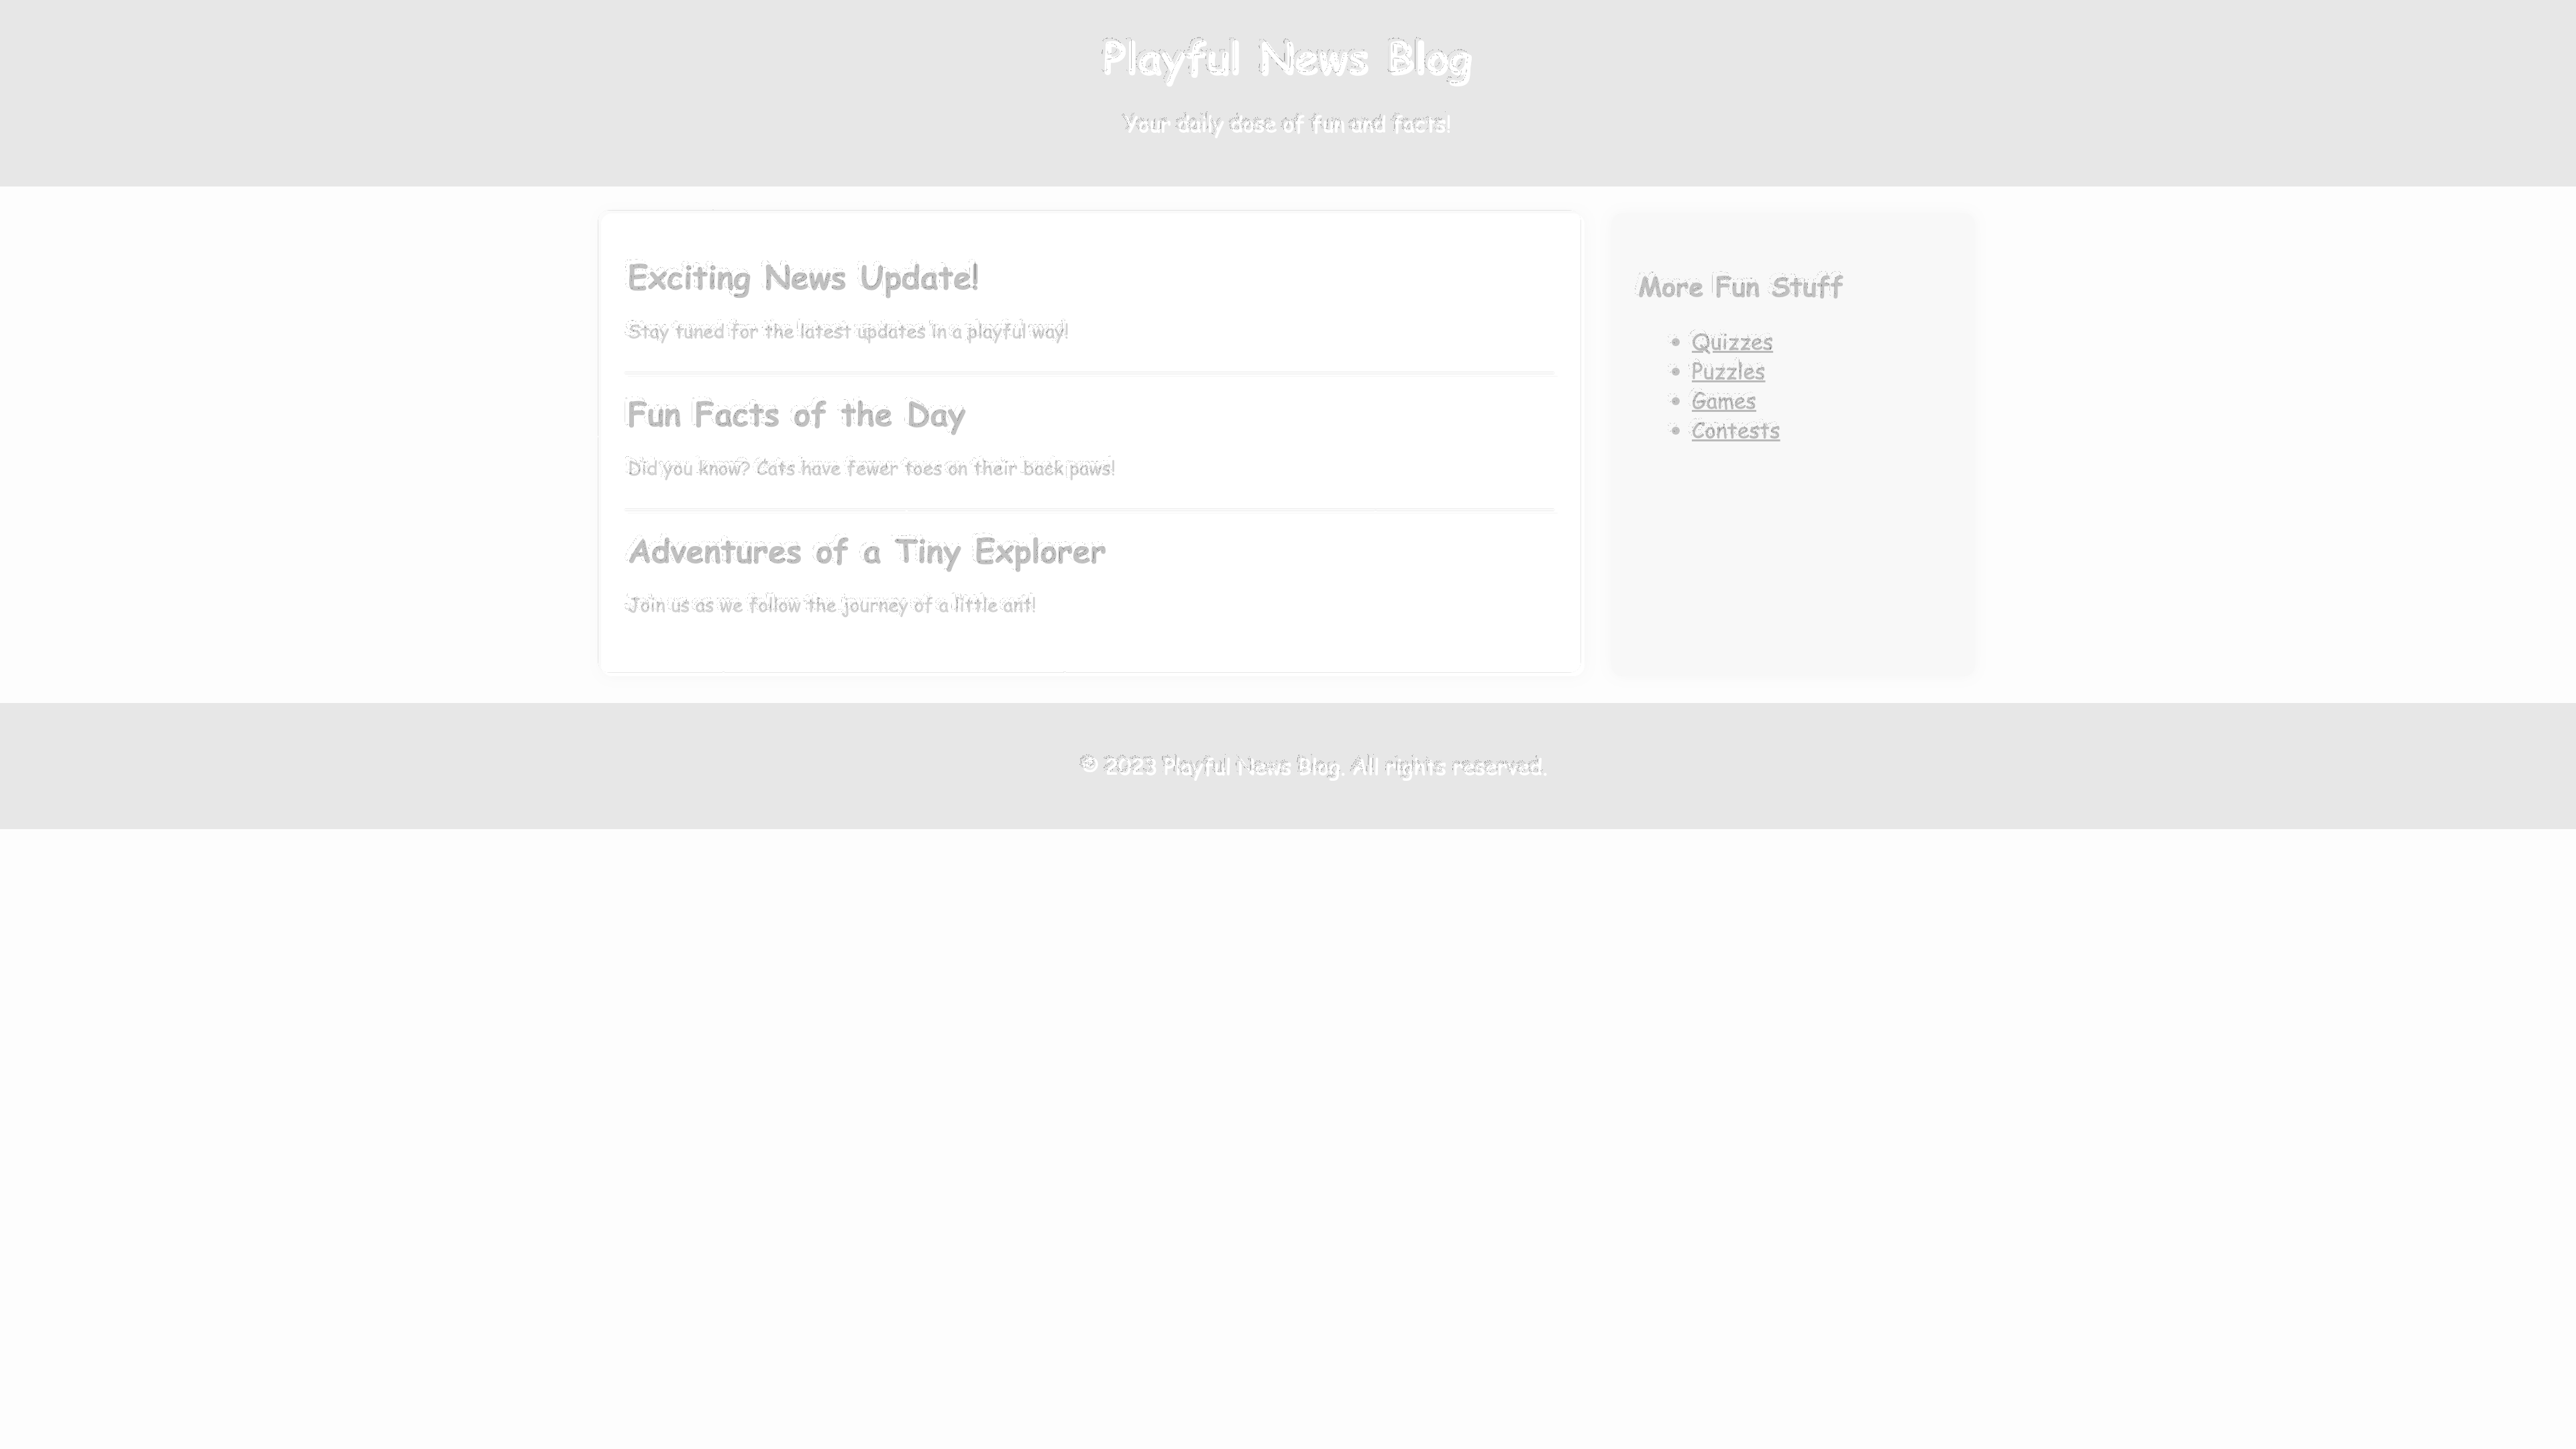 Playful News Blog
Your daily dose of fun and facts!
Exciting News Update!
Stay tuned for the latest updates in a playful way!
Fun Facts of the Day
Did you know? Cats have fewer toes on their back paws!
Adventures of a Tiny Explorer
Join us as we follow the journey of a little ant!
More Fun Stuff
Quizzes
Puzzles
Games
Contests
© 2023 Playful News Blog. All rights reserved.